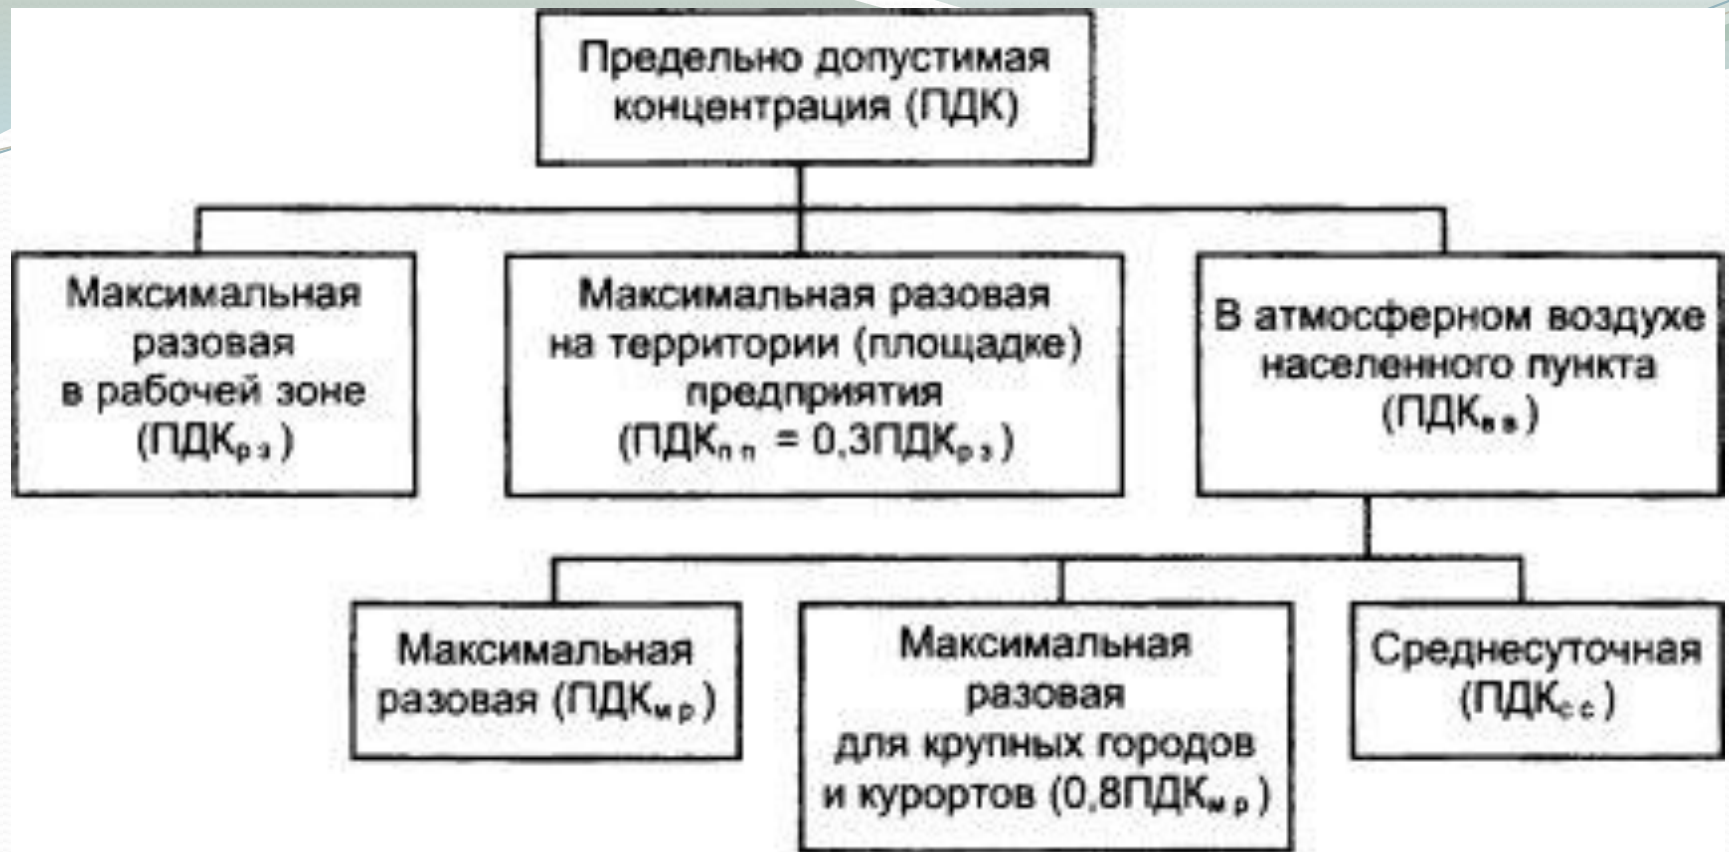 Предельно допустимая
концентрация (ПДК)
Максимальная
разовая
в рабочей зоне
(ПДКр з)
Максимальная разовая
на территории (площадке)
предприятия
(ПДКп п = 0,3ПДКр з)
В атмосферном воздухе
населенного пункта
(ПДКв в)
Максимальная
разовая (ПДКм р)
Максимальная
разовая
для крупных городов
и курортов (0,8ПДКм р)
Среднесуточная
(ПДКс с)